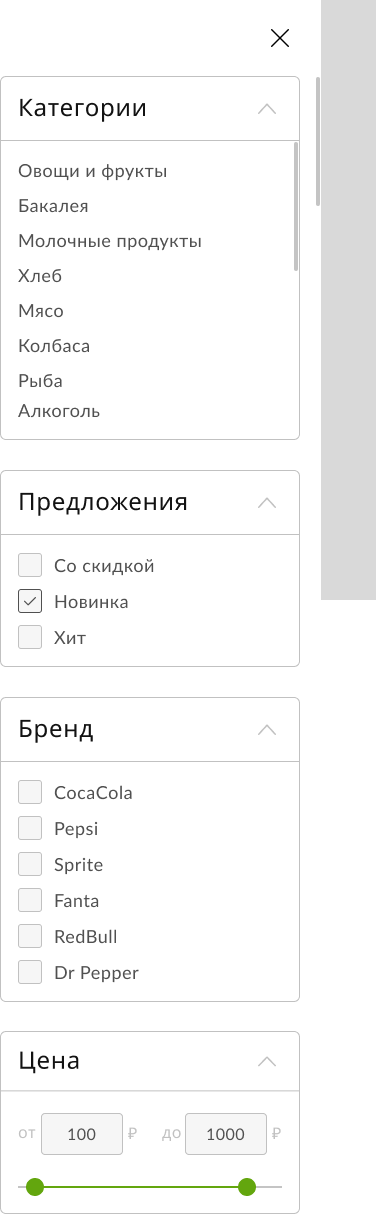 Категории
Овощи и фрукты
Бакалея
Молочные продукты
Хлеб
Мясо
Колбаса
Рыба
Алкоголь
Предложения
Со скидкой
Новинка
Хит
Бренд
CocaCola
Pepsi
Sprite
Fanta
RedBull
Dr Pepper
Цена
от 100 ₽ до 1000 ₽